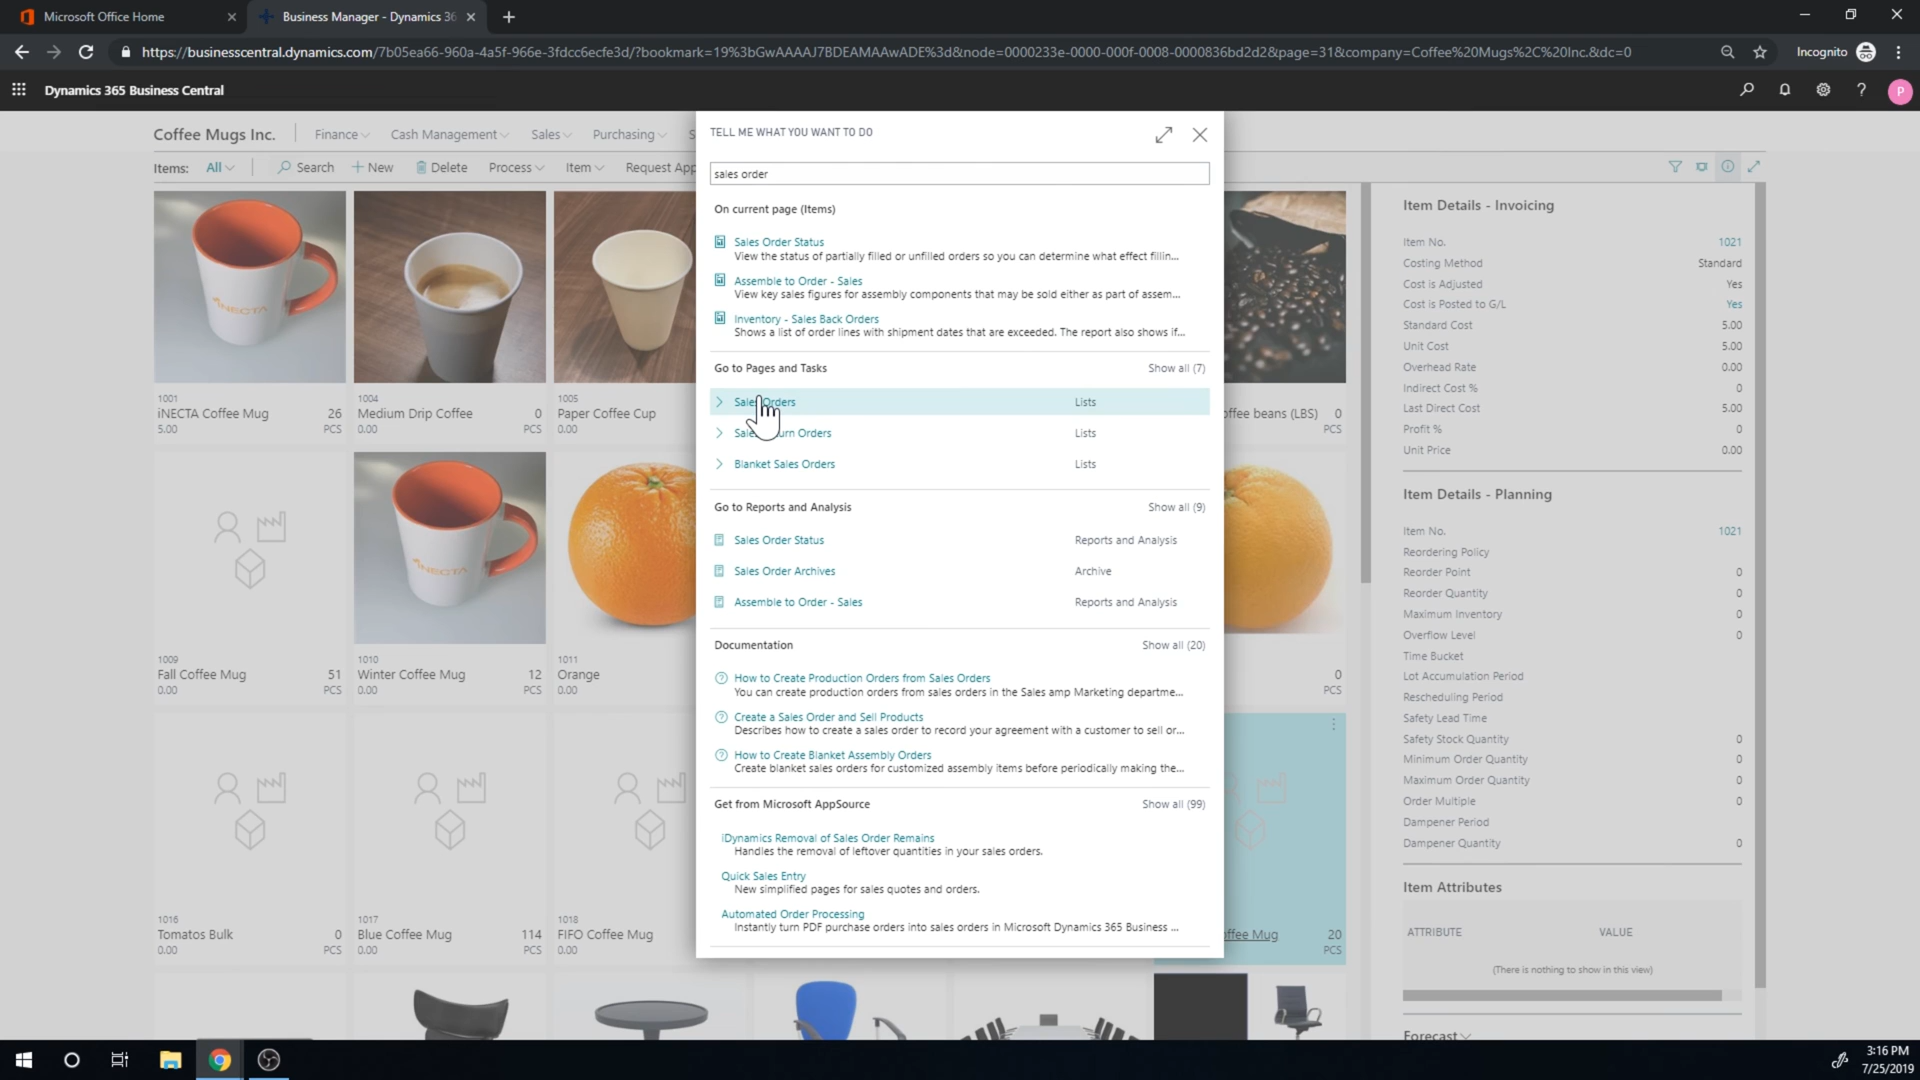 Microsoft Office Home
Business Manager - Dynamics 36
https://businesscentral.dynamics.com/7b05ea66-960a-4a5f-966e-3fdcc6ecfe3d/?bookmark=19%3bGwAAAAJ7BDEAMAAwADE%3d&node=0000233e-0000-000f-0008-0000836bd2d2&page=31&company=Coffee%20Mugs%2C%20Inc.&dc=0
Incognito
Dynamics 365 Business Central
?
P
Coffee Mugs Inc.
Finance
Cash Management
Sales
Purchasing
S
Items:
All
Search
New
Delete
Process
Item
Request App
TELL ME WHAT YOU WANT TO DO
sales order
On current page (Items)
Sales Order Status
View the status of partially filled or unfilled orders so you can determine what effect fillin...
Assemble to Order - Sales
View key sales figures for assembly components that may be sold either as part of assem...
Inventory - Sales Back Orders
Shows a list of order lines with shipment dates that are exceeded. The report also shows if...
Go to Pages and Tasks
Show all (7)
Sales Orders
Lists
Sales urn Orders
Lists
Blanket Sales Orders
Lists
Go to Reports and Analysis
Show all (9)
Sales Order Status
Reports and Analysis
Sales Order Archives
Archive
Assemble to Order - Sales
Reports and Analysis
Documentation
Show all (20)
How to Create Production Orders from Sales Orders
You can create production orders from sales orders in the Sales amp Marketing departme...
Create a Sales Order and Sell Products
Describes how to create a sales order to record your agreement with a customer to sell or...
How to Create Blanket Assembly Orders
Create blanket sales orders for customized assembly items before periodically making the...
Get from Microsoft AppSource
Show all (99)
iDynamics Removal of Sales Order Remains
Handles the removal of leftover quantities in your sales orders.
Quick Sales Entry
New simplified pages for sales quotes and orders.
Automated Order Processing
Instantly turn PDF purchase orders into sales orders in Microsoft Dynamics 365 Business ...
iNECTA
1001
iNECTA Coffee Mug 26
5.00 PCS
1004
Medium Drip Coffee 0
0.00 PCS
1005
Paper Coffee Cup
0.00
offee beans (LBS) 0
PCS
iNECTA
1009
Fall Coffee Mug 51
0.00 PCS
1010
Winter Coffee Mug 12
0.00 PCS
1011
Orange
0.00
0
PCS
1016
Tomatos Bulk 0
0.00 PCS
1017
Blue Coffee Mug 114
0.00 PCS
1018
FIFO Coffee Mug
0.00
ffee Mug 20
PCS
Item Details - Invoicing
Item No. 1021
Costing Method Standard
Cost is Adjusted Yes
Cost is Posted to G/L Yes
Standard Cost 5.00
Unit Cost 5.00
Overhead Rate 0.00
Indirect Cost % 0
Last Direct Cost 5.00
Profit % 0
Unit Price 0.00
Item Details - Planning
Item No. 1021
Reordering Policy
Reorder Point 0
Reorder Quantity 0
Maximum Inventory 0
Overflow Level 0
Time Bucket
Lot Accumulation Period
Rescheduling Period
Safety Lead Time
Safety Stock Quantity 0
Minimum Order Quantity 0
Maximum Order Quantity 0
Order Multiple 0
Dampener Period
Dampener Quantity 0
Item Attributes
ATTRIBUTE VALUE
(There is nothing to show in this view)
Forecast
3:16 PM
7/25/2019